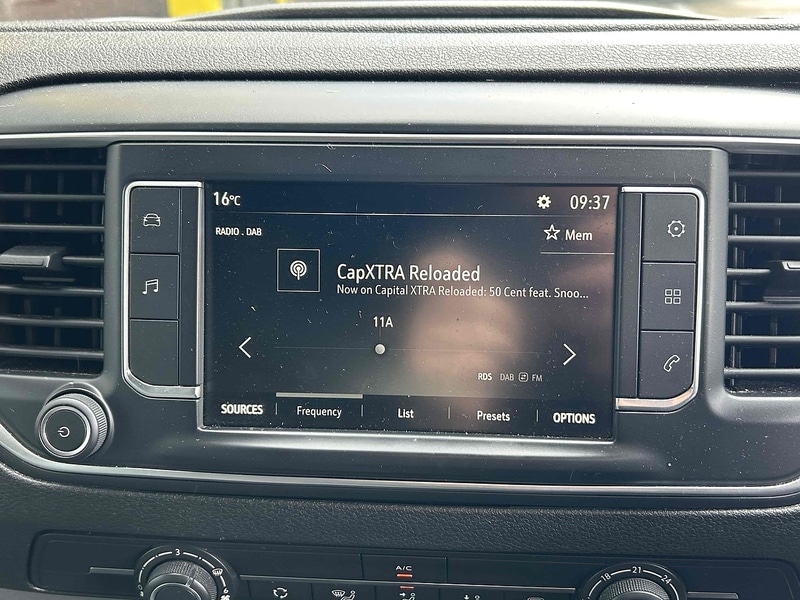 16°C 09:37
RADIO . DAB
Mem
CapXTRA Reloaded
Now on Capital XTRA Reloaded: 50 Cent feat. Snoo...
11A
RDS DAB FM
SOURCES Frequency List Presets OPTIONS
A/C
3
18 21 24